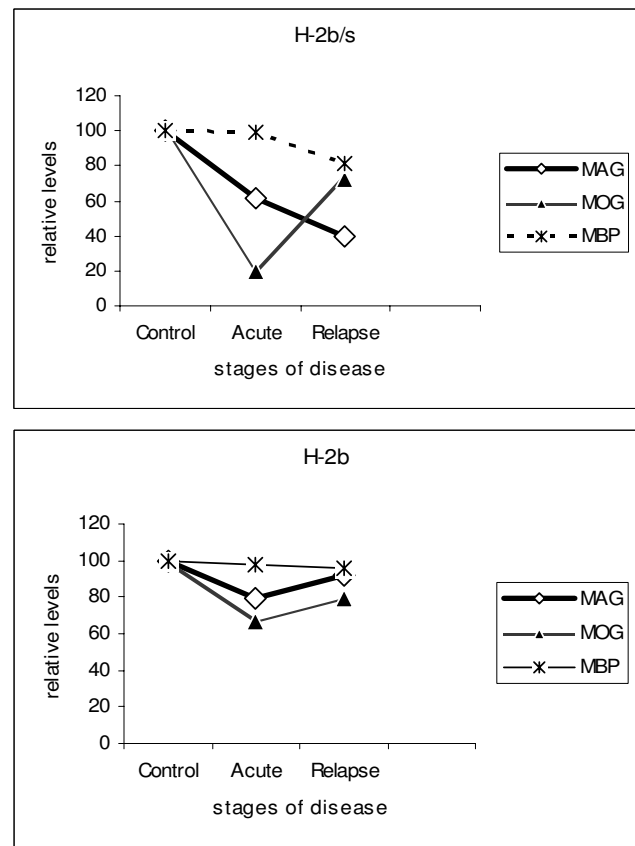 H-2b/s
120
100
80
60
40
20
0
relative levels
Control Acute Relapse
stages of disease
MAG
MOG
MBP
H-2b
120
100
80
60
40
20
0
relative levels
Control Acute Relapse
stages of disease
MAG
MOG
MBP